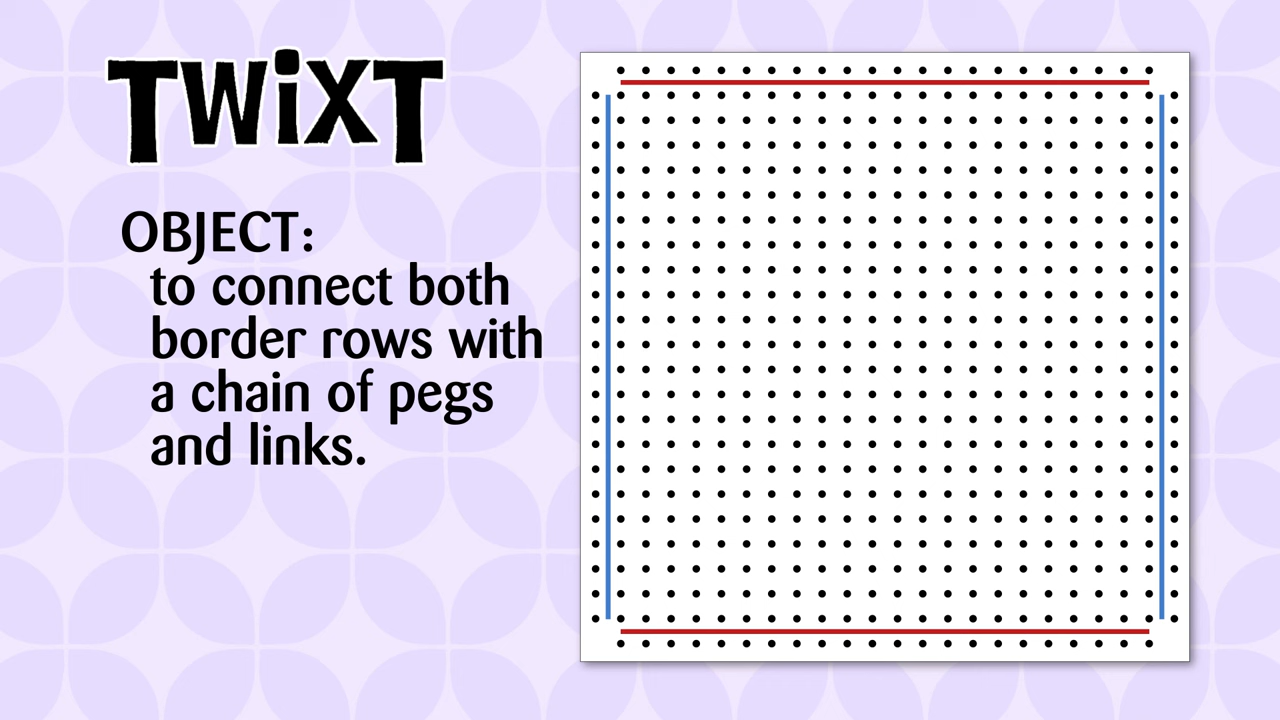 TWiXT
OBJECT:
to connect both
border rows with
a chain of pegs
and links.